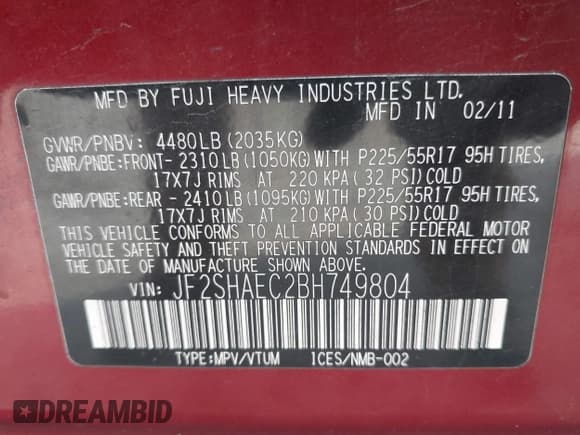 MFD BY FUJI HEAVY INDUSTRIES LTD.
MFD IN 02/11
GVWR/PNBV: 4480LB (2035KG)
GAWR/PNBE:FRONT- 2310LB (1050KG) WITH P225/55R17 95H TIRES,
17X7J RIMS AT 220 KPA ( 32 PSI) COLD
GAWR/PNBE:REAR - 2410LB (1095KG) WITH P225/55R17 95H TIRES,
17X7J RIMS AT 210 KPA ( 30 PSI) COLD
THIS VEHICLE CONFORMS TO ALL APPLICABLE FEDERAL MOTOR
VEHICLE SAFETY AND THEFT PREVENTION STANDARDS IN EFFECT ON
THE DATE OF MANUFACTURE SHOWN ABOVE.
VIN: JF2SHAEC2BH749804
TYPE:MPV/VTUM ICES/NMB-002
DREAMBID